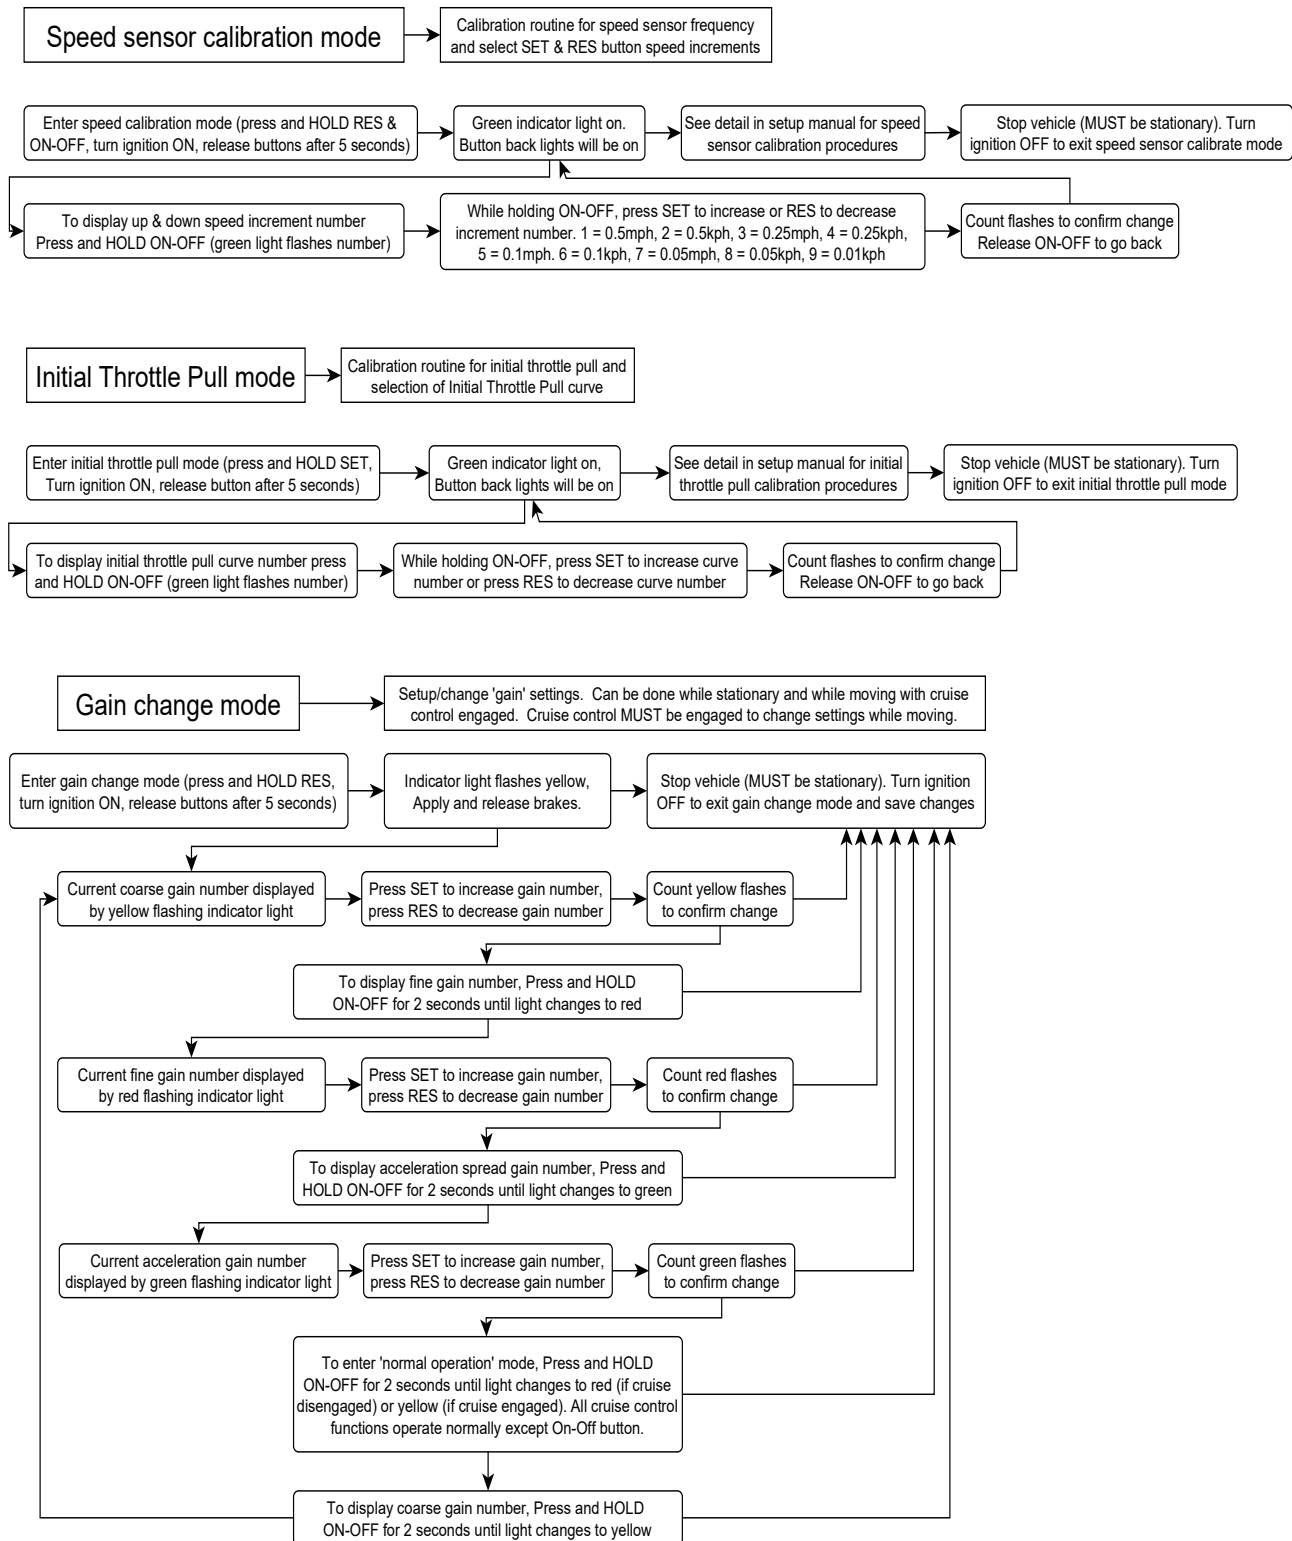 Speed sensor calibration mode
Calibration routine for speed sensor frequency
and select SET & RES button speed increments
Enter speed calibration mode (press and HOLD RES &
ON-OFF, turn ignition ON, release buttons after 5 seconds)
Green indicator light on.
Button back lights will be on
See detail in setup manual for speed
sensor calibration procedures
Stop vehicle (MUST be stationary). Turn
ignition OFF to exit speed sensor calibrate mode
To display up & down speed increment number
Press and HOLD ON-OFF (green light flashes number)
While holding ON-OFF, press SET to increase or RES to decrease
increment number. 1 = 0.5mph, 2 = 0.5kph, 3 = 0.25mph, 4 = 0.25kph,
5 = 0.1mph. 6 = 0.1kph, 7 = 0.05mph, 8 = 0.05kph, 9 = 0.01kph
Count flashes to confirm change
Release ON-OFF to go back
Initial Throttle Pull mode
Calibration routine for initial throttle pull and
selection of Initial Throttle Pull curve
Enter initial throttle pull mode (press and HOLD SET,
Turn ignition ON, release button after 5 seconds)
Green indicator light on,
Button back lights will be on
See detail in setup manual for initial
throttle pull calibration procedures
Stop vehicle (MUST be stationary). Turn
ignition OFF to exit initial throttle pull mode
To display initial throttle pull curve number press
and HOLD ON-OFF (green light flashes number)
While holding ON-OFF, press SET to increase curve
number or press RES to decrease curve number
Count flashes to confirm change
Release ON-OFF to go back
Gain change mode
Setup/change 'gain' settings. Can be done while stationary and while moving with cruise
control engaged. Cruise control MUST be engaged to change settings while moving.
Enter gain change mode (press and HOLD RES,
turn ignition ON, release buttons after 5 seconds)
Indicator light flashes yellow,
Apply and release brakes.
Stop vehicle (MUST be stationary). Turn ignition
OFF to exit gain change mode and save changes
Current coarse gain number displayed
by yellow flashing indicator light
Press SET to increase gain number,
press RES to decrease gain number
Count yellow flashes
to confirm change
To display fine gain number, Press and HOLD
ON-OFF for 2 seconds until light changes to red
Current fine gain number displayed
by red flashing indicator light
Press SET to increase gain number,
press RES to decrease gain number
Count red flashes
to confirm change
To display acceleration spread gain number, Press and
HOLD ON-OFF for 2 seconds until light changes to green
Current acceleration gain number
displayed by green flashing indicator light
Press SET to increase gain number,
press RES to decrease gain number
Count green flashes
to confirm change
To enter 'normal operation' mode, Press and HOLD
ON-OFF for 2 seconds until light changes to red (if cruise
disengaged) or yellow (if cruise engaged). All cruise control
functions operate normally except On-Off button.
To display coarse gain number, Press and HOLD
ON-OFF for 2 seconds until light changes to yellow